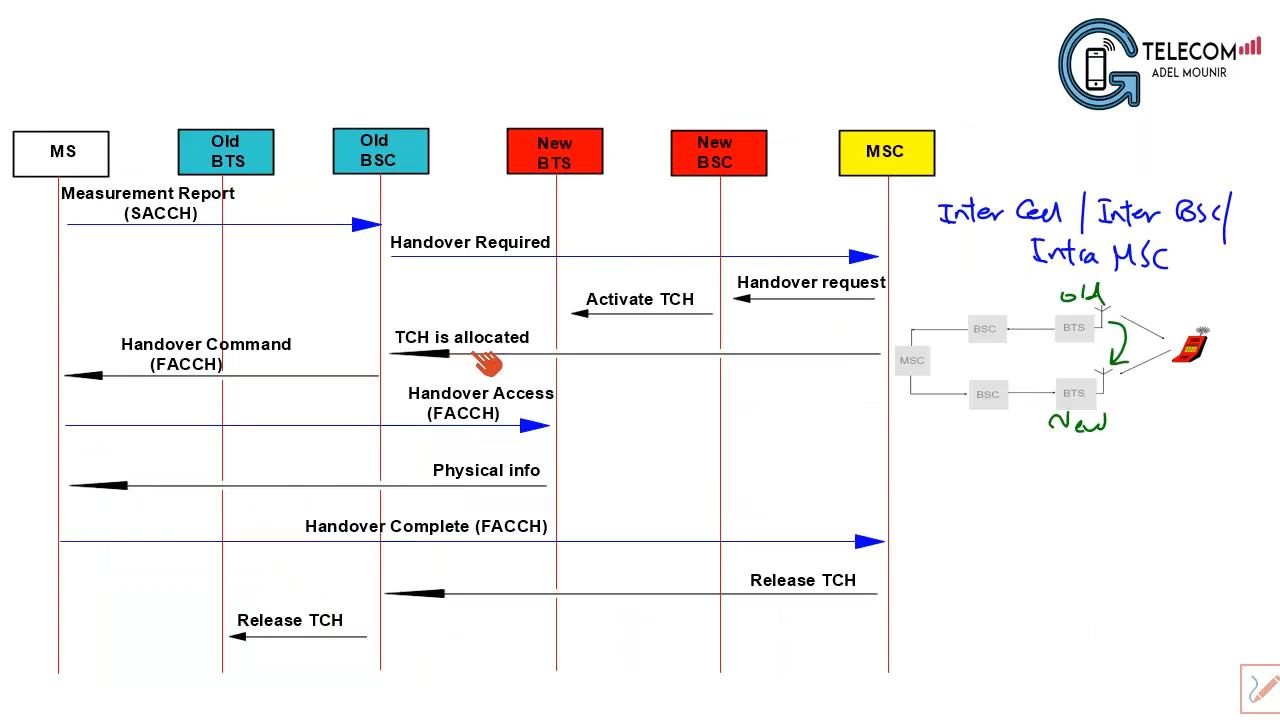 TELECOM
ADEL MOUNIR
MS
Old
BTS
Old
BSC
New
BTS
New
BSC
MSC
Measurement Report
(SACCH)
Inter Cell / Inter BSC/
Intra MSC
Handover Required
Handover request
Activate TCH
Old
TCH is allocated
Handover Command
(FACCH)
BSC
BTS
MSC
BSC
BTS
New
Handover Access
(FACCH)
Physical info
Handover Complete (FACCH)
Release TCH
Release TCH